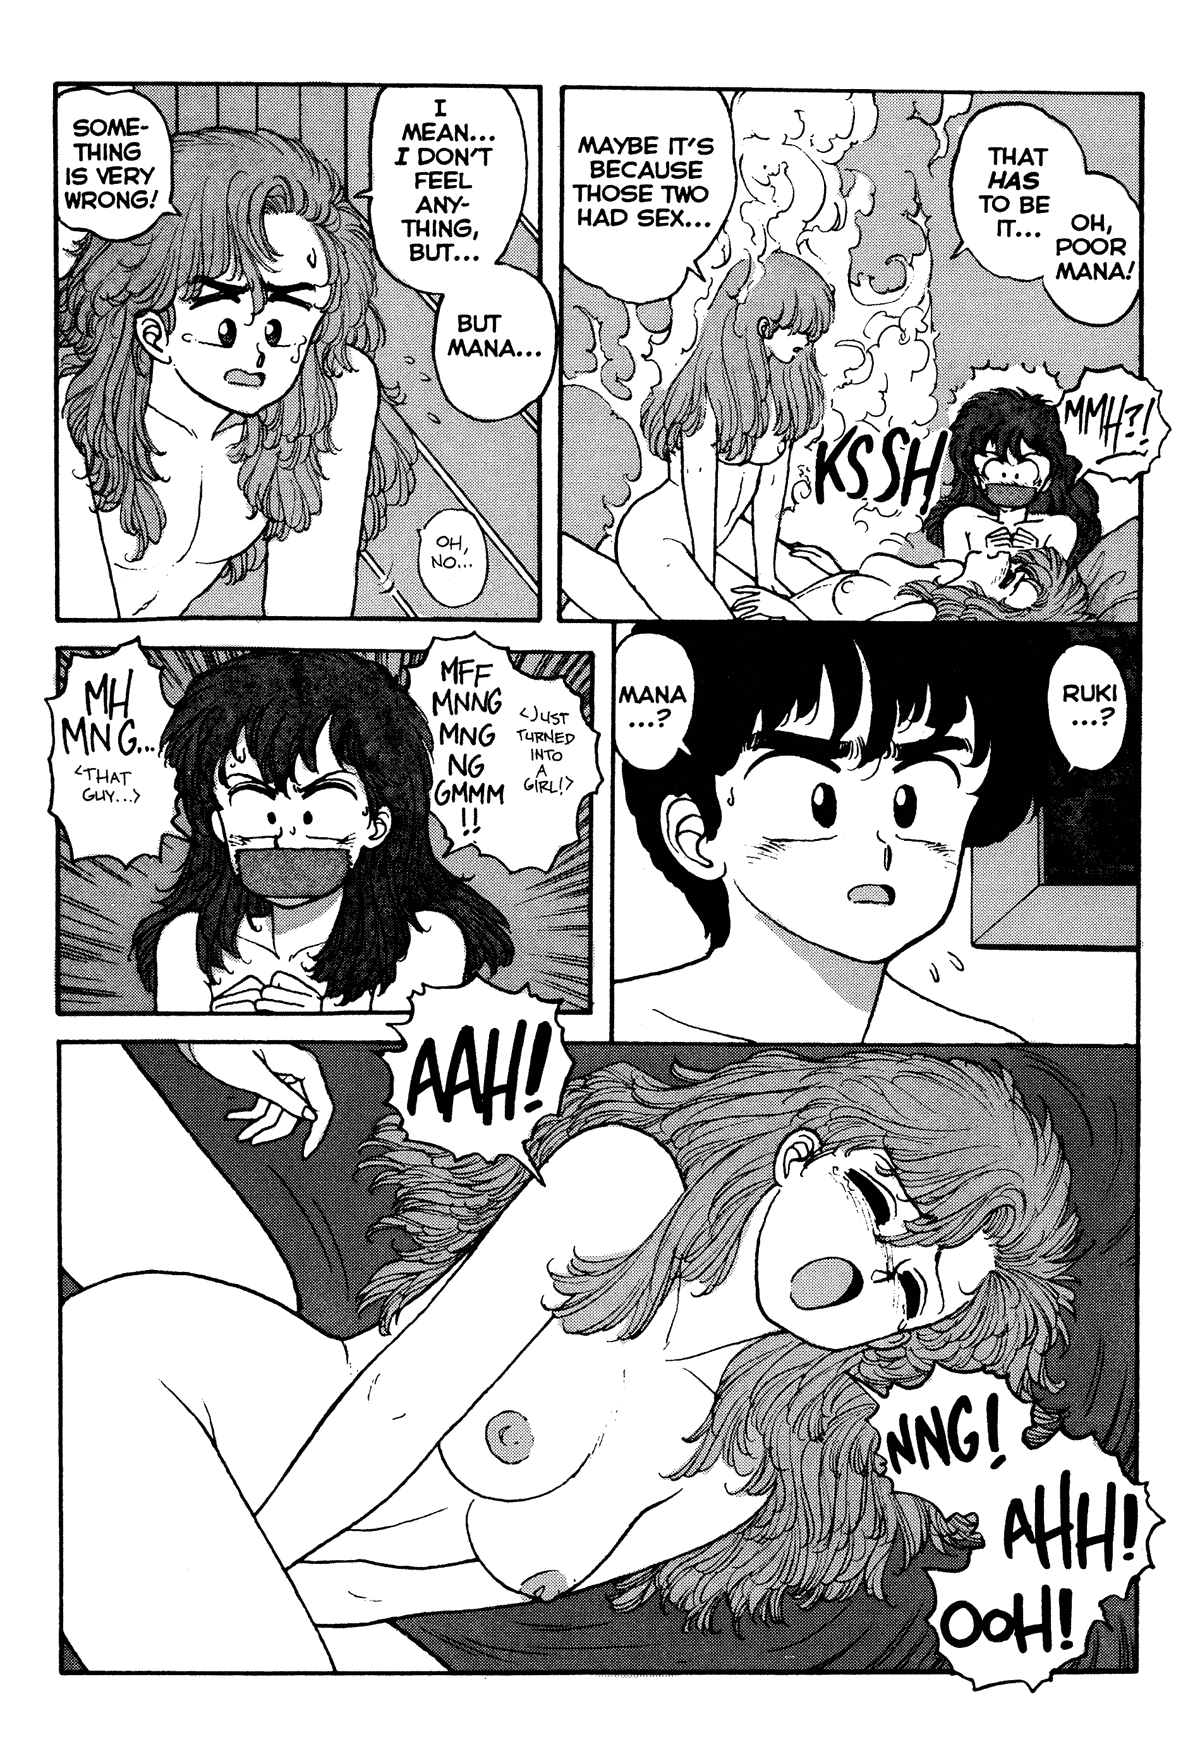 THAT
HAS
TO BE
IT...
OH,
POOR
MANA!
MAYBE IT'S
BECAUSE
THOSE TWO
HAD SEX...
KSSH
MMH?!
I
MEAN...
I DON'T
FEEL
ANY-
THING,
BUT...
BUT
MANA...
SOME-
THING
IS VERY
WRONG!
OH,
NO...
RUKI
...?
MANA
...?
MFF
MNNG
MNG
NG
GMMM
!!
<JUST
TURNED
INTO
A
GIRL!>
MH
MNG...
<THAT
GUY...>
AAH!
NNG!
AHH!
OOH!